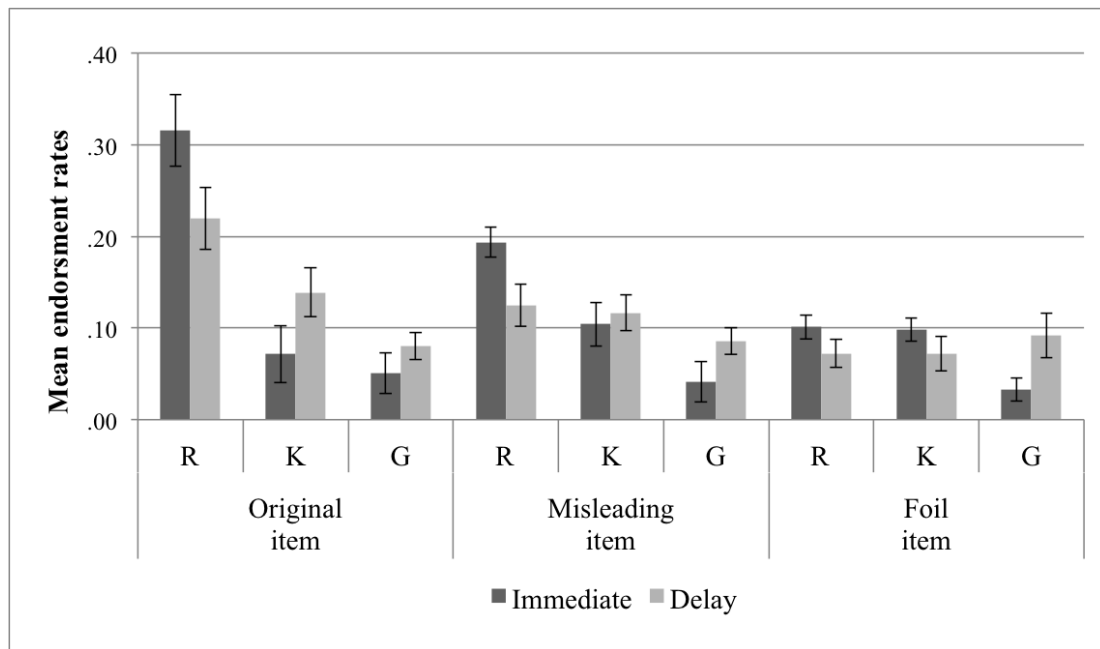 .40
.30
.20
.10
.00
Mean endorsment rates
R K G R K G R K G
Original item Misleading item Foil item
Immediate Delay